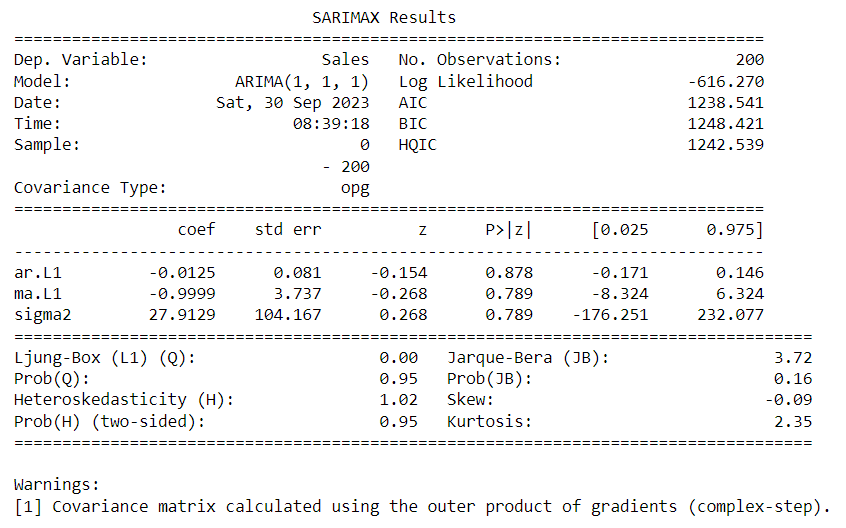 SARIMAX Results
==============================================================================
Dep. Variable:                  Sales   No. Observations:                  200
Model:                 ARIMA(1, 1, 1)   Log Likelihood                -616.270
Date:                Sat, 30 Sep 2023   AIC                           1238.541
Time:                        08:39:18   BIC                           1248.421
Sample:                             0   HQIC                          1242.539
                                - 200
Covariance Type:                  opg
==============================================================================
                 coef    std err          z      P>|z|      [0.025      0.975]
------------------------------------------------------------------------------
ar.L1         -0.0125      0.081     -0.154      0.878      -0.171       0.146
ma.L1         -0.9999      3.737     -0.268      0.789      -8.324       6.324
sigma2        27.9129    104.167      0.268      0.789    -176.251     232.077
===================================================================================
Ljung-Box (L1) (Q):                   0.00   Jarque-Bera (JB):                 3.72
Prob(Q):                              0.95   Prob(JB):                         0.16
Heteroskedasticity (H):               1.02   Skew:                            -0.09
Prob(H) (two-sided):                  0.95   Kurtosis:                         2.35
===================================================================================
Warnings:
[1] Covariance matrix calculated using the outer product of gradients (complex-step).